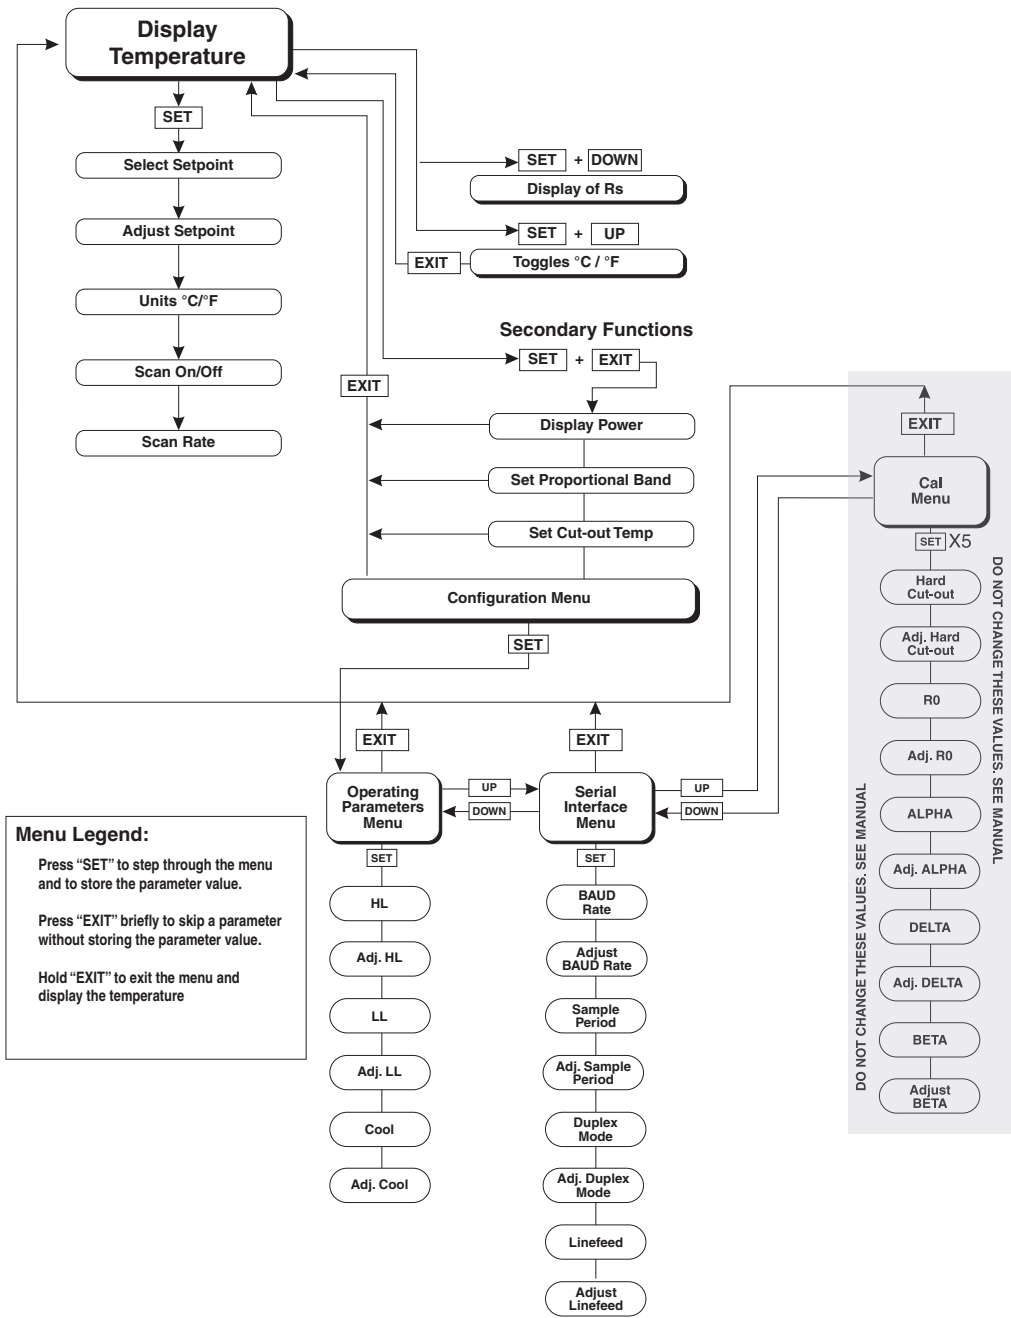 Display
Temperature
SET
Select Setpoint
Adjust Setpoint
Units °C/°F
Scan On/Off
Scan Rate
SET + DOWN
Display of Rs
SET + UP
EXIT
Toggles °C / °F
Secondary Functions
SET + EXIT
EXIT
Display Power
Set Proportional Band
Set Cut-out Temp
Configuration Menu
SET
EXIT
Operating
Parameters
Menu
UP
DOWN
EXIT
Serial
Interface
Menu
UP
DOWN
SET
HL
Adj. HL
LL
Adj. LL
Cool
Adj. Cool
SET
BAUD
Rate
Adjust
BAUD Rate
Sample
Period
Adj. Sample
Period
Duplex
Mode
Adj. Duplex
Mode
Linefeed
Adjust
Linefeed
EXIT
Cal
Menu
SET X5
Hard
Cut-out
Adj. Hard
Cut-out
R0
Adj. R0
ALPHA
Adj. ALPHA
DELTA
Adj. DELTA
BETA
Adjust
BETA
DO NOT CHANGE THESE VALUES. SEE MANUAL
DO NOT CHANGE THESE VALUES. SEE MANUAL
Menu Legend:
Press “SET” to step through the menu
and to store the parameter value.
Press “EXIT” briefly to skip a parameter
without storing the parameter value.
Hold “EXIT” to exit the menu and
display the temperature